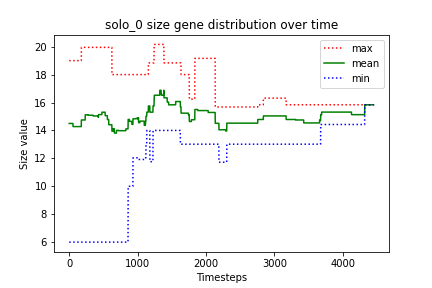 solo_0 size gene distribution over time
max
mean
min
Size value
20
18
16
14
12
10
8
6
0 1000 2000 3000 4000
Timesteps